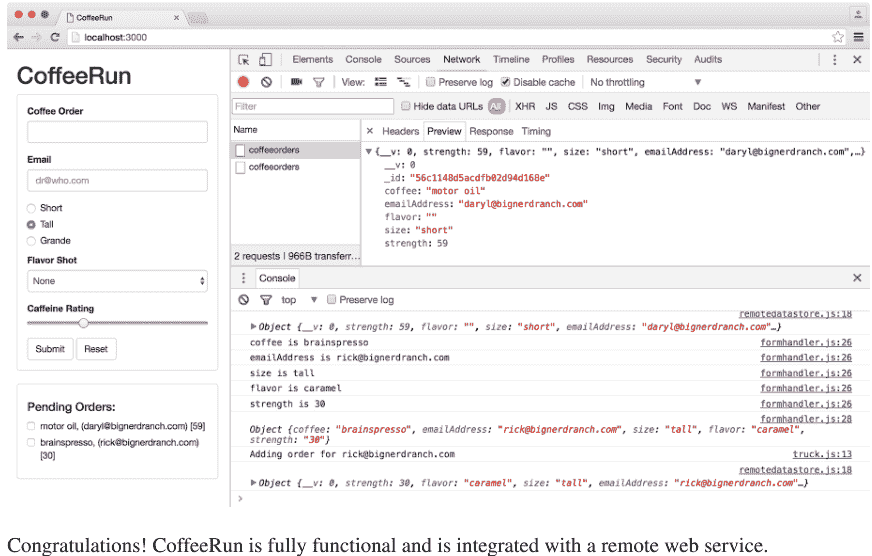 CoffeeRun
localhost:3000
CoffeeRun
Coffee Order
Email
dr@who.com
Short
Tall
Grande
Flavor Shot
None
Caffeine Rating
Submit Reset
Pending Orders:
motor oil, (daryl@bignerdranch.com) [59]
brainspresso, (rick@bignerdranch.com)
[30]
Elements Console Sources Network Timeline Profiles Resources Security Audits
View: Preserve log Disable cache No throttling
Filter Hide data URLs All XHR JS CSS Img Media Font Doc WS Manifest Other
Name
coffeeorders
coffeeorders
2 requests | 966B transferr...
Headers Preview Response Timing
{__v: 0, strength: 59, flavor: "", size: "short", emailAddress: "daryl@bignerdranch.com",…}
__v: 0
_id: "56c1148d5acdfb02d94d168e"
coffee: "motor oil"
emailAddress: "daryl@bignerdranch.com"
flavor: ""
size: "short"
strength: 59
Console
top Preserve log
remotedatastore.js:18
Object {__v: 0, strength: 59, flavor: "", size: "short", emailAddress: "daryl@bignerdranch.com"…}
coffee is brainspresso formhandler.js:26
emailAddress is rick@bignerdranch.com formhandler.js:26
size is tall formhandler.js:26
flavor is caramel formhandler.js:26
strength is 30 formhandler.js:26
formhandler.js:28
Object {coffee: "brainspresso", emailAddress: "rick@bignerdranch.com", size: "tall", flavor: "caramel",
strength: "30"}
Adding order for rick@bignerdranch.com truck.js:13
remotedatastore.js:18
Object {__v: 0, strength: 30, flavor: "caramel", size: "tall", emailAddress: "rick@bignerdranch.com"…}
Congratulations! CoffeeRun is fully functional and is integrated with a remote web service.